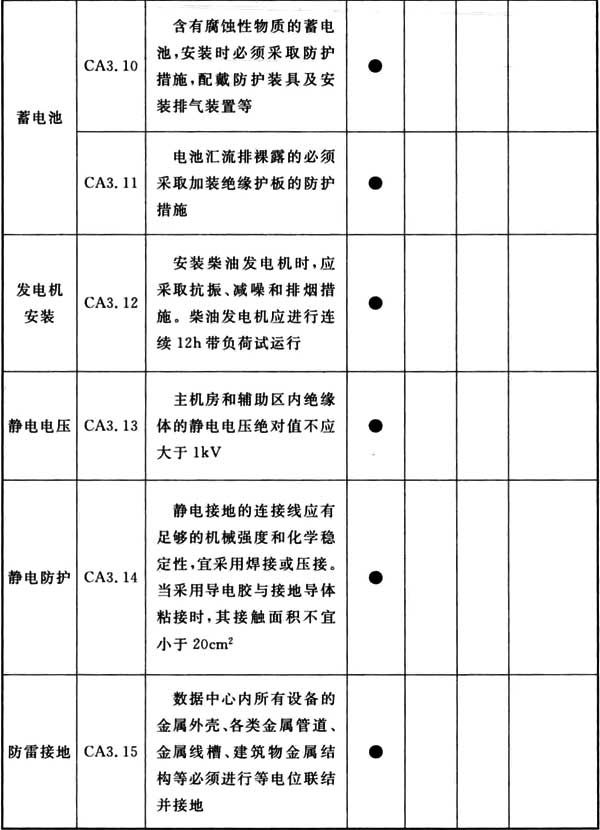 蓄电池
CA3.10
含有腐蚀性物质的蓄电
池,安装时必须采取防护
措施,配戴防护装具及安
装排气装置等
●
CA3.11
电池汇流排裸露的必须
采取加装绝缘护板的防护
措施
●
发电机
安装
CA3.12
安装柴油发电机时,应
采取抗振、减噪和排烟措
施。柴油发电机应进行连
续12h带负荷试运行
●
静电电压
CA3.13
主机房和辅助区内绝缘
体的静电电压绝对值不应
大于1kV
●
静电防护
CA3.14
静电接地的连接线应有
足够的机械强度和化学稳
定性,宜采用焊接或压接。
当采用导电胶与接地导体
粘接时,其接触面积不宜
小于20cm²
●
防雷接地
CA3.15
数据中心内所有设备的
金属外壳、各类金属管道、
金属线槽、建筑物金属结
构等必须进行等电位联结
并接地
●